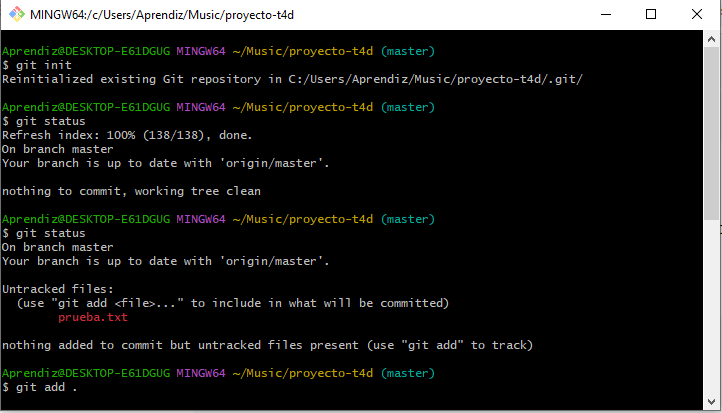 MINGW64:/c/Users/Aprendiz/Music/proyecto-t4d
Aprendiz@DESKTOP-E61DGUG MINGW64 ~/Music/proyecto-t4d (master)
$ git init
Reinitialized existing Git repository in C:/Users/Aprendiz/Music/proyecto-t4d/.git/
Aprendiz@DESKTOP-E61DGUG MINGW64 ~/Music/proyecto-t4d (master)
$ git status
Refresh index: 100% (138/138), done.
On branch master
Your branch is up to date with 'origin/master'.
nothing to commit, working tree clean
Aprendiz@DESKTOP-E61DGUG MINGW64 ~/Music/proyecto-t4d (master)
$ git status
On branch master
Your branch is up to date with 'origin/master'.
Untracked files:
  (use "git add <file>..." to include in what will be committed)
        prueba.txt
nothing added to commit but untracked files present (use "git add" to track)
Aprendiz@DESKTOP-E61DGUG MINGW64 ~/Music/proyecto-t4d (master)
$ git add .